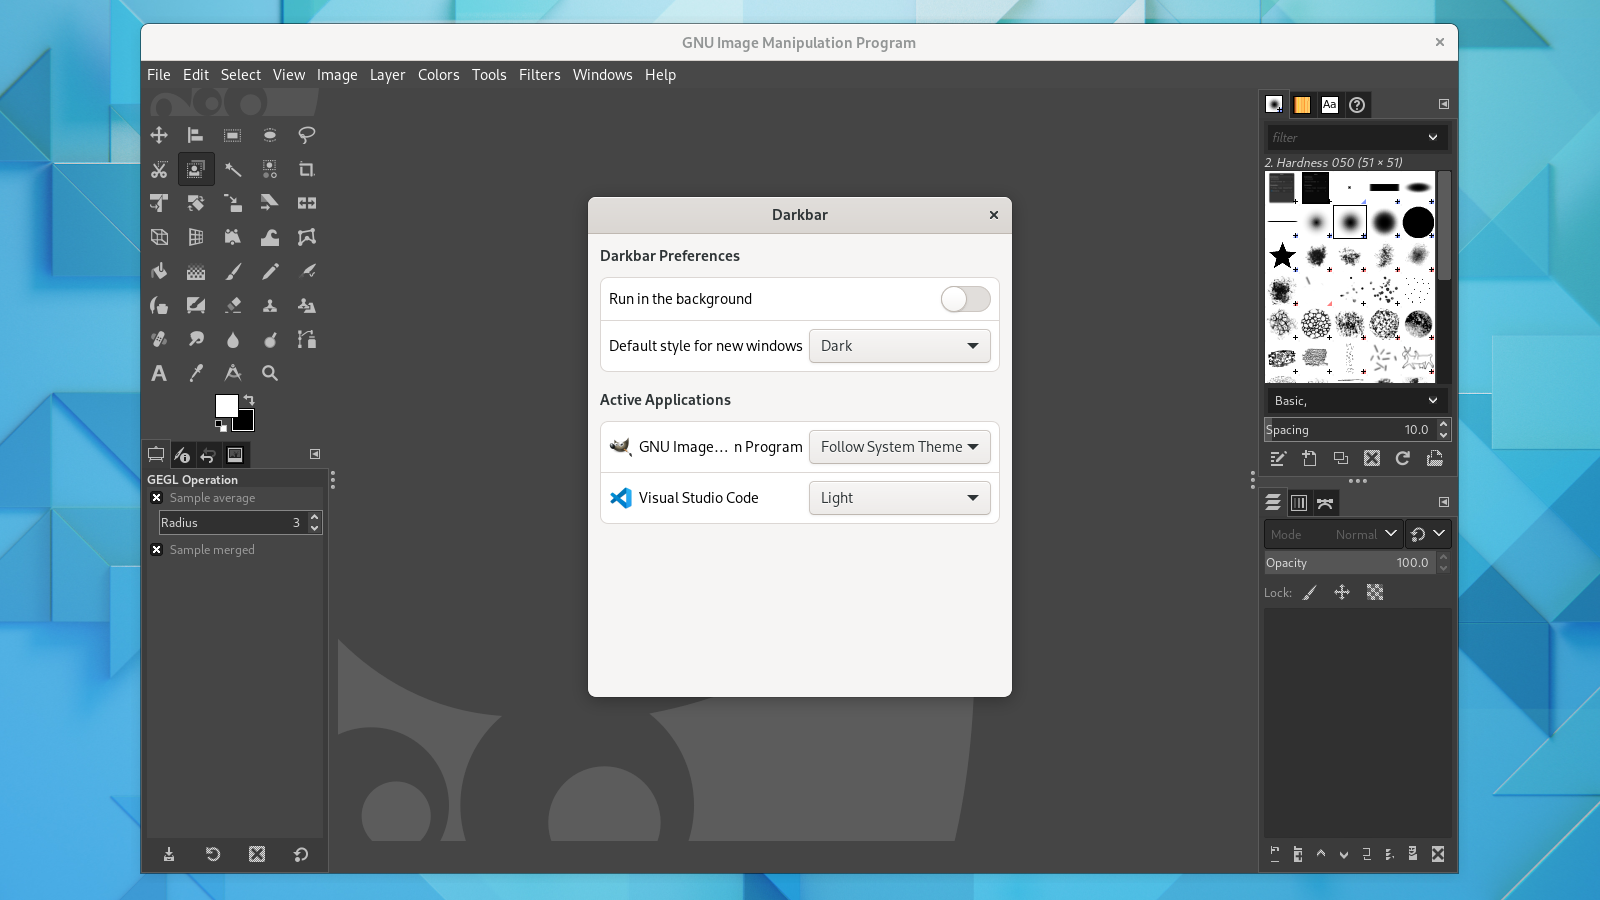 GNU Image Manipulation Program
File Edit Select View Image Layer Colors Tools Filters Windows Help
GEGL Operation
Sample average
Radius 3
Sample merged
Darkbar
Darkbar Preferences
Run in the background
Default style for new windows Dark
Active Applications
GNU Image… n Program Follow System Theme
Visual Studio Code Light
Aa
filter
2. Hardness 050 (51 × 51)
Basic,
Spacing 10.0
Mode Normal
Opacity 100.0
Lock: